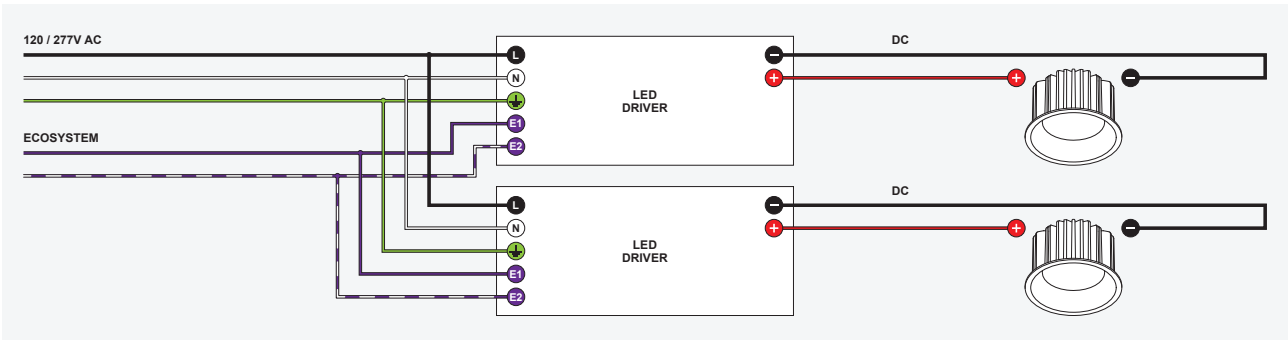 120 / 277V AC
DC
L
N
LED
DRIVER
ECOSYSTEM
E1
E2
DC
L
N
LED
DRIVER
E1
E2